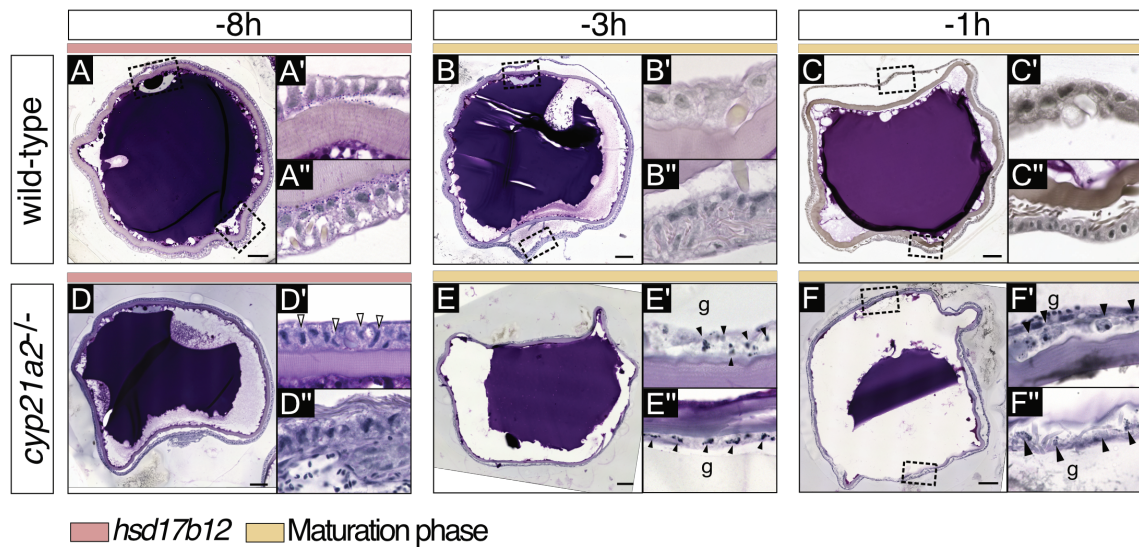 -8h -3h -1h
wild-type
A A' B B' C C'
A" B" C"
cyp21a2-/-
D D' E E' g F F' g
D" E" g F" g
hsd17b12 Maturation phase